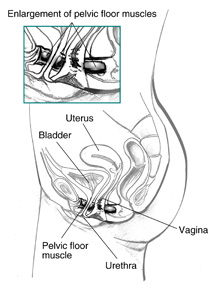 Enlargement of pelvic floor muscles
Uterus
Bladder
Vagina
Pelvic floor
muscle
Urethra